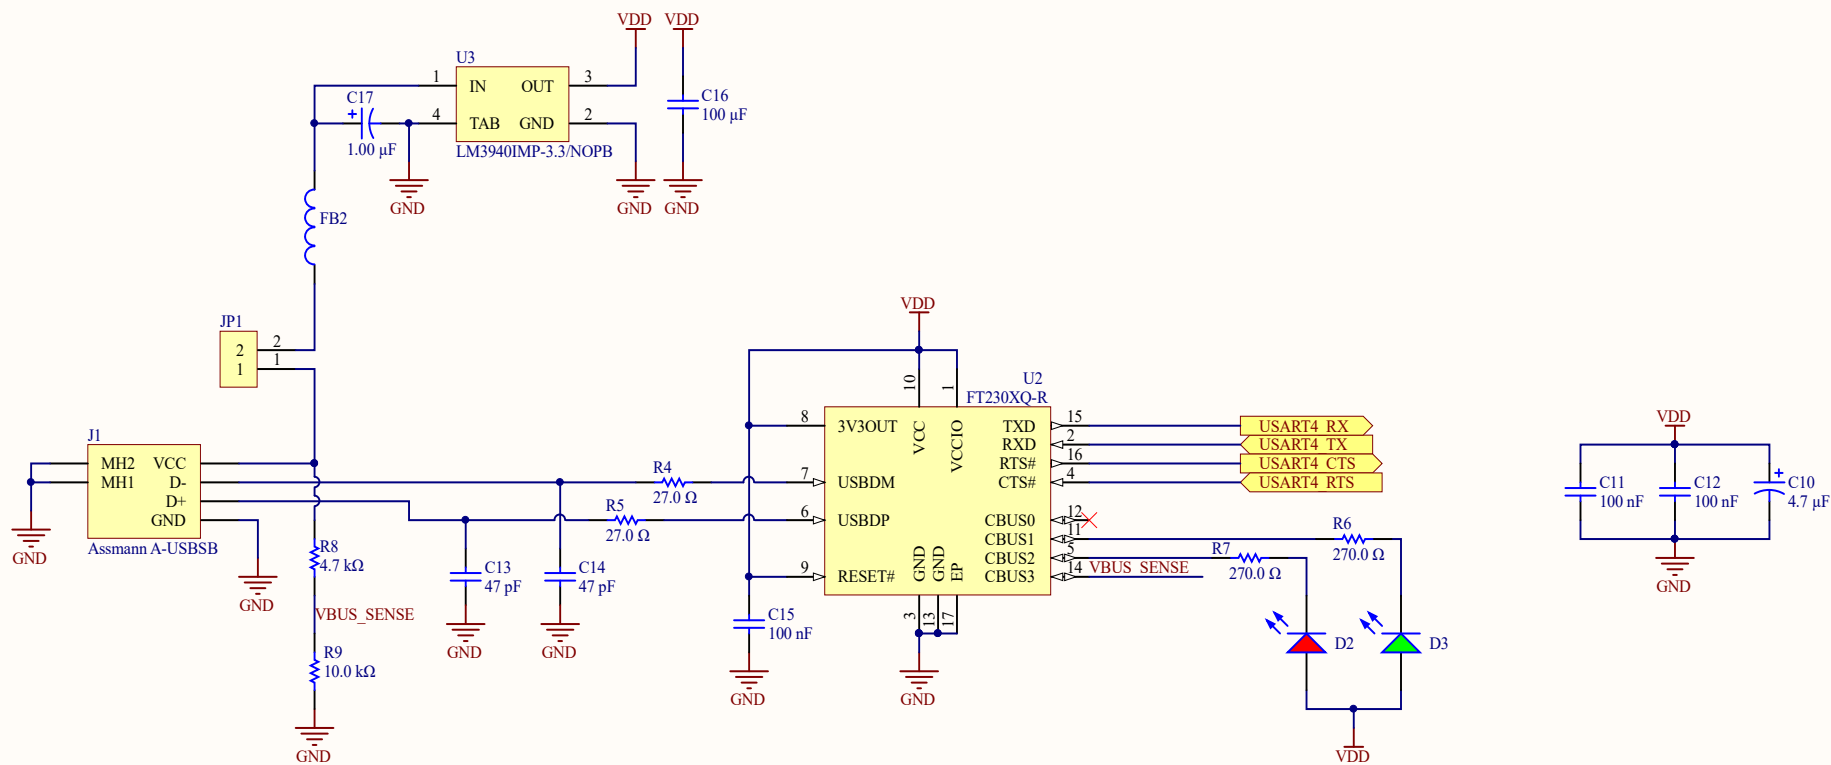 VDD VDD
U3
1 IN OUT 3
C17
4 TAB GND 2
1.00 µF
LM3940IMP-3.3/NOPB
C16
100 µF
GND
GND GND
FB2
JP1
2 2
1 1
VDD
U2
FT230XQ-R
10 1
VCC VCCIO
8 3V3OUT
7 USBDM
6 USBDP
9 RESET#
TXD 15 USART4_RX
RXD 2 USART4_TX
RTS# 16 USART4_CTS
CTS# 4 USART4_RTS
CBUS0 12
CBUS1 11
CBUS2 5
CBUS3 14 VBUS_SENSE
GND GND EP
3 13 17
GND
J1
MH2 VCC
MH1 D-
D+
GND
Assmann A-USBSB
GND
GND
R4
27.0 Ω
R5
27.0 Ω
R8
4.7 kΩ
VBUS_SENSE
R9
10.0 kΩ
GND
C13
47 pF
GND
C14
47 pF
GND
C15
100 nF
GND
R6
270.0 Ω
R7
270.0 Ω
D2
D3
VDD
VDD
C11
100 nF
C12
100 nF
C10
4.7 µF
GND